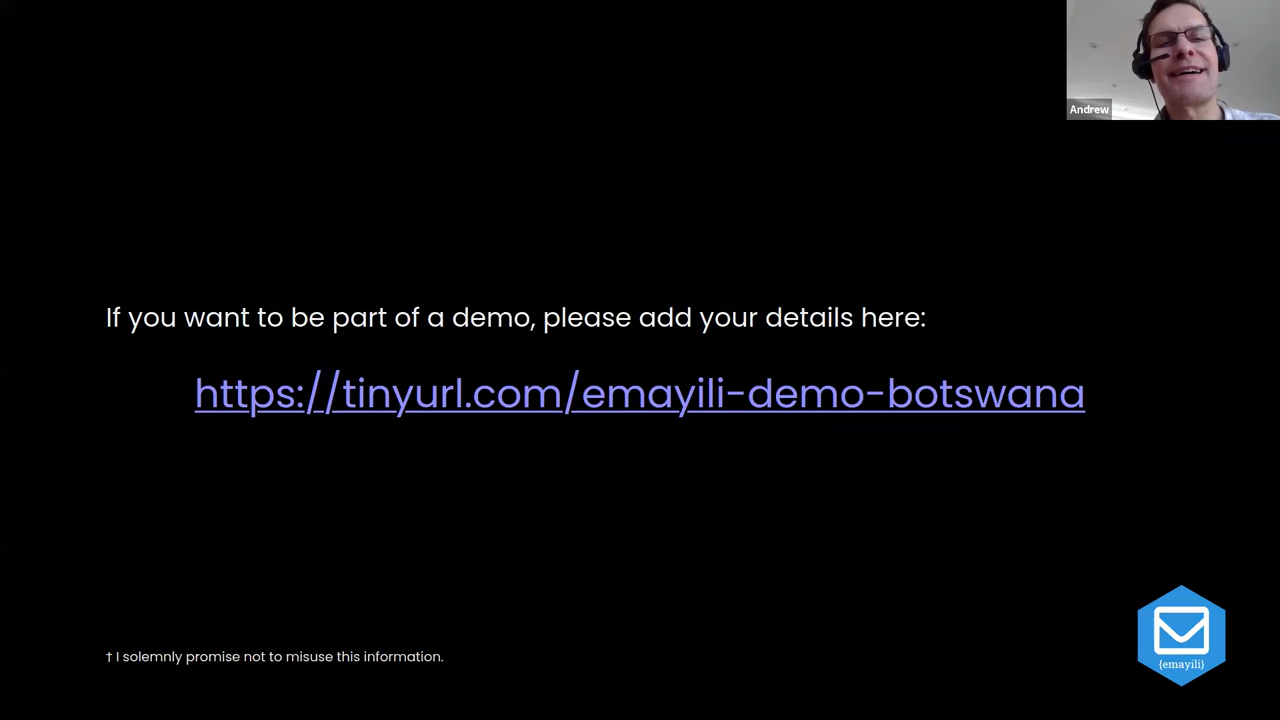 Andrew
If you want to be part of a demo, please add your details here:
https://tinyurl.com/emayili-demo-botswana
† I solemnly promise not to misuse this information.
{emayili}